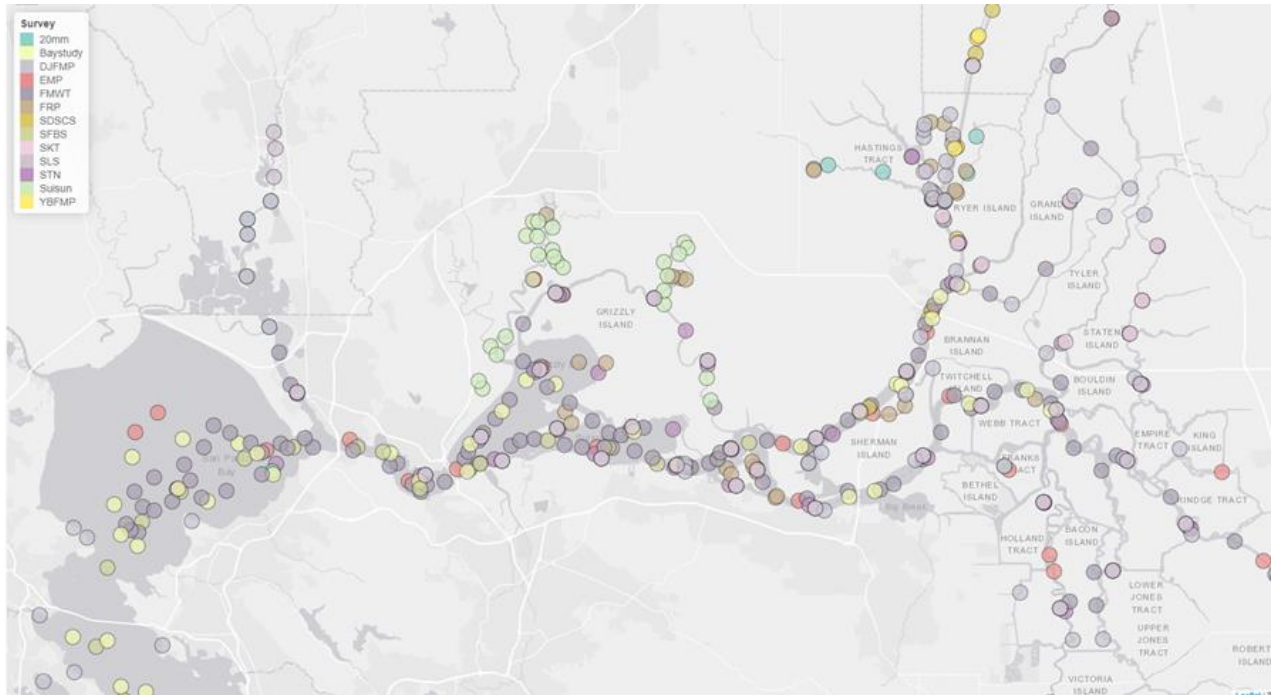 Survey
20mm
Baystudy
DJFMP
EMP
FMWT
FRP
SDSCS
SFBS
SKT
SLS
STN
Suisun
YBFMP
HASTINGS
TRACT
RYER ISLAND
GRAND
ISLAND
TYLER
ISLAND
GRIZZLY
ISLAND
BRANNAN
ISLAND
STATEN
ISLAND
TWITCHELL
ISLAND
BOULDIN
ISLAND
WEBB TRACT
SHERMAN
ISLAND
EMPIRE
TRACT
KING
ISLAND
FRANKS
TRACT
BETHEL
ISLAND
RINDGE TRACT
Bay
HOLLAND
TRACT
BACON
ISLAND
LOWER
JONES
TRACT
UPPER
JONES
TRACT
VICTORIA
ISLAND
ROBERT
ISLAND